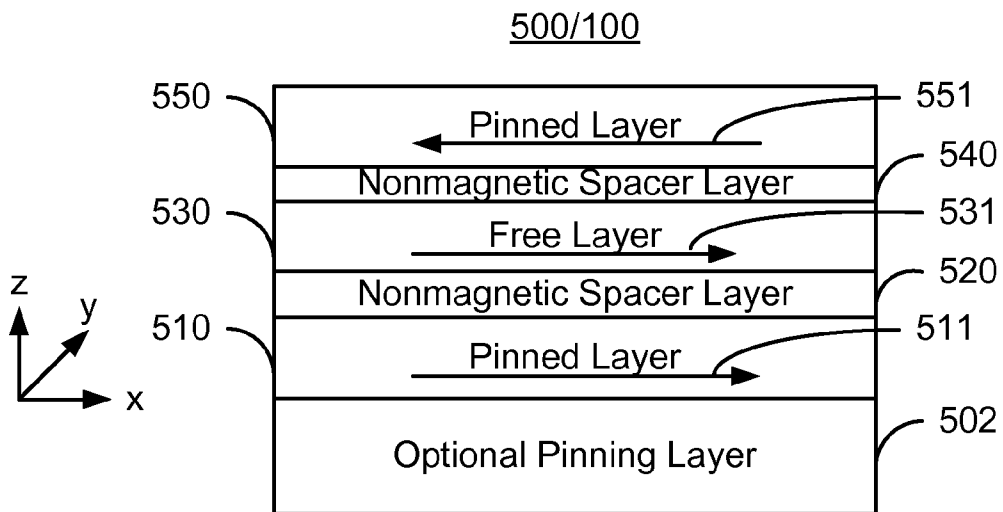 500/100
550
Pinned Layer
551
Nonmagnetic Spacer Layer
540
530
Free Layer
531
Nonmagnetic Spacer Layer
520
z
y
x
510
Pinned Layer
511
Optional Pinning Layer
502